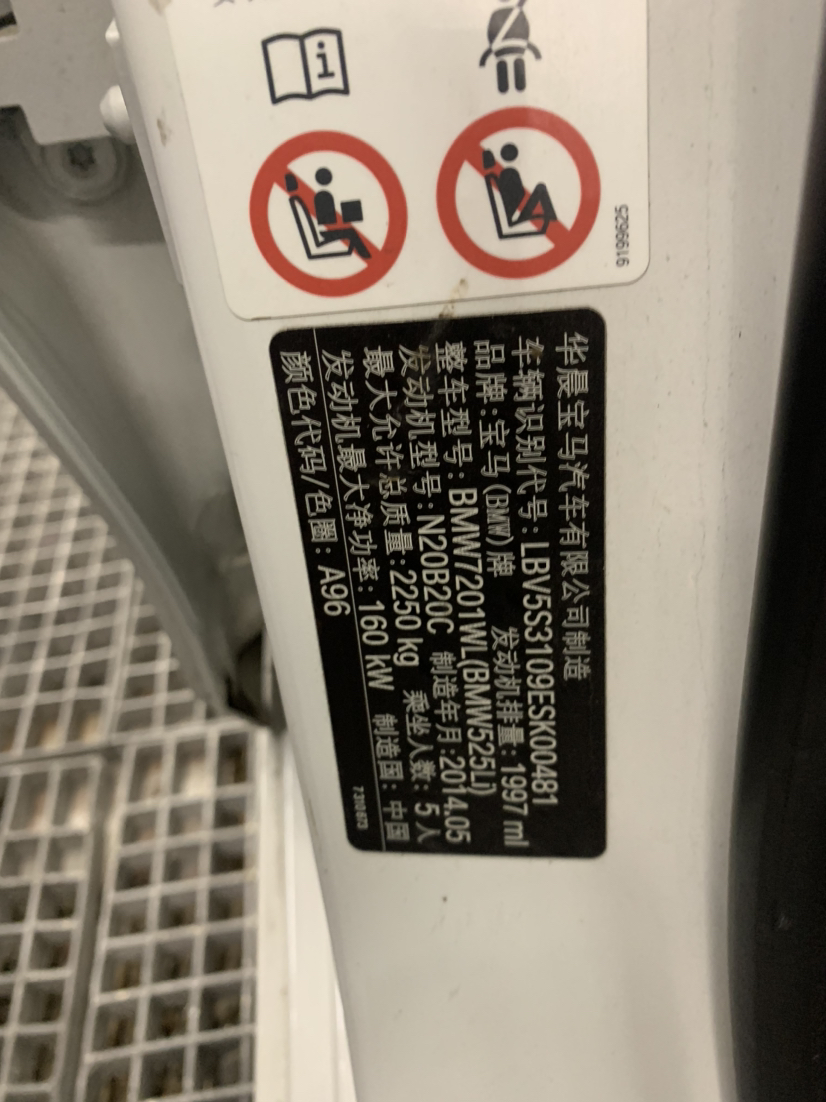 9199625
华晨宝马汽车有限公司制造
车辆识别代号:LBV5S3109ESK00481
品牌:宝马(BMW)牌 发动机排量:1997 ml
整车型号:BMW7201WL(BMW525Li)
发动机型号:N20B20C 制造年月:2014.05
最大允许总质量:2250 kg 乘坐人数:5人
发动机最大净功率:160 kW 制造国:中国
颜色代码/色圖:A96
7310673